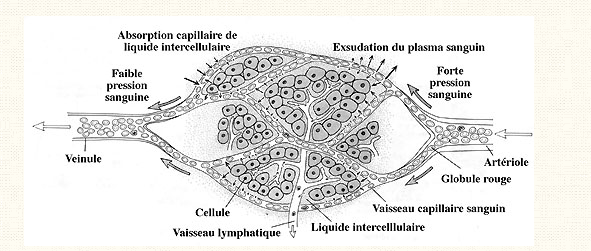 Absorption capillaire de
liquide intercellulaire
Exsudation du plasma sanguin
Faible
pression
sanguine
Forte
pression
sanguine
Veinule
Artériole
Globule rouge
Cellule
Vaisseau capillaire sanguin
Vaisseau lymphatique
Liquide intercelllulaire